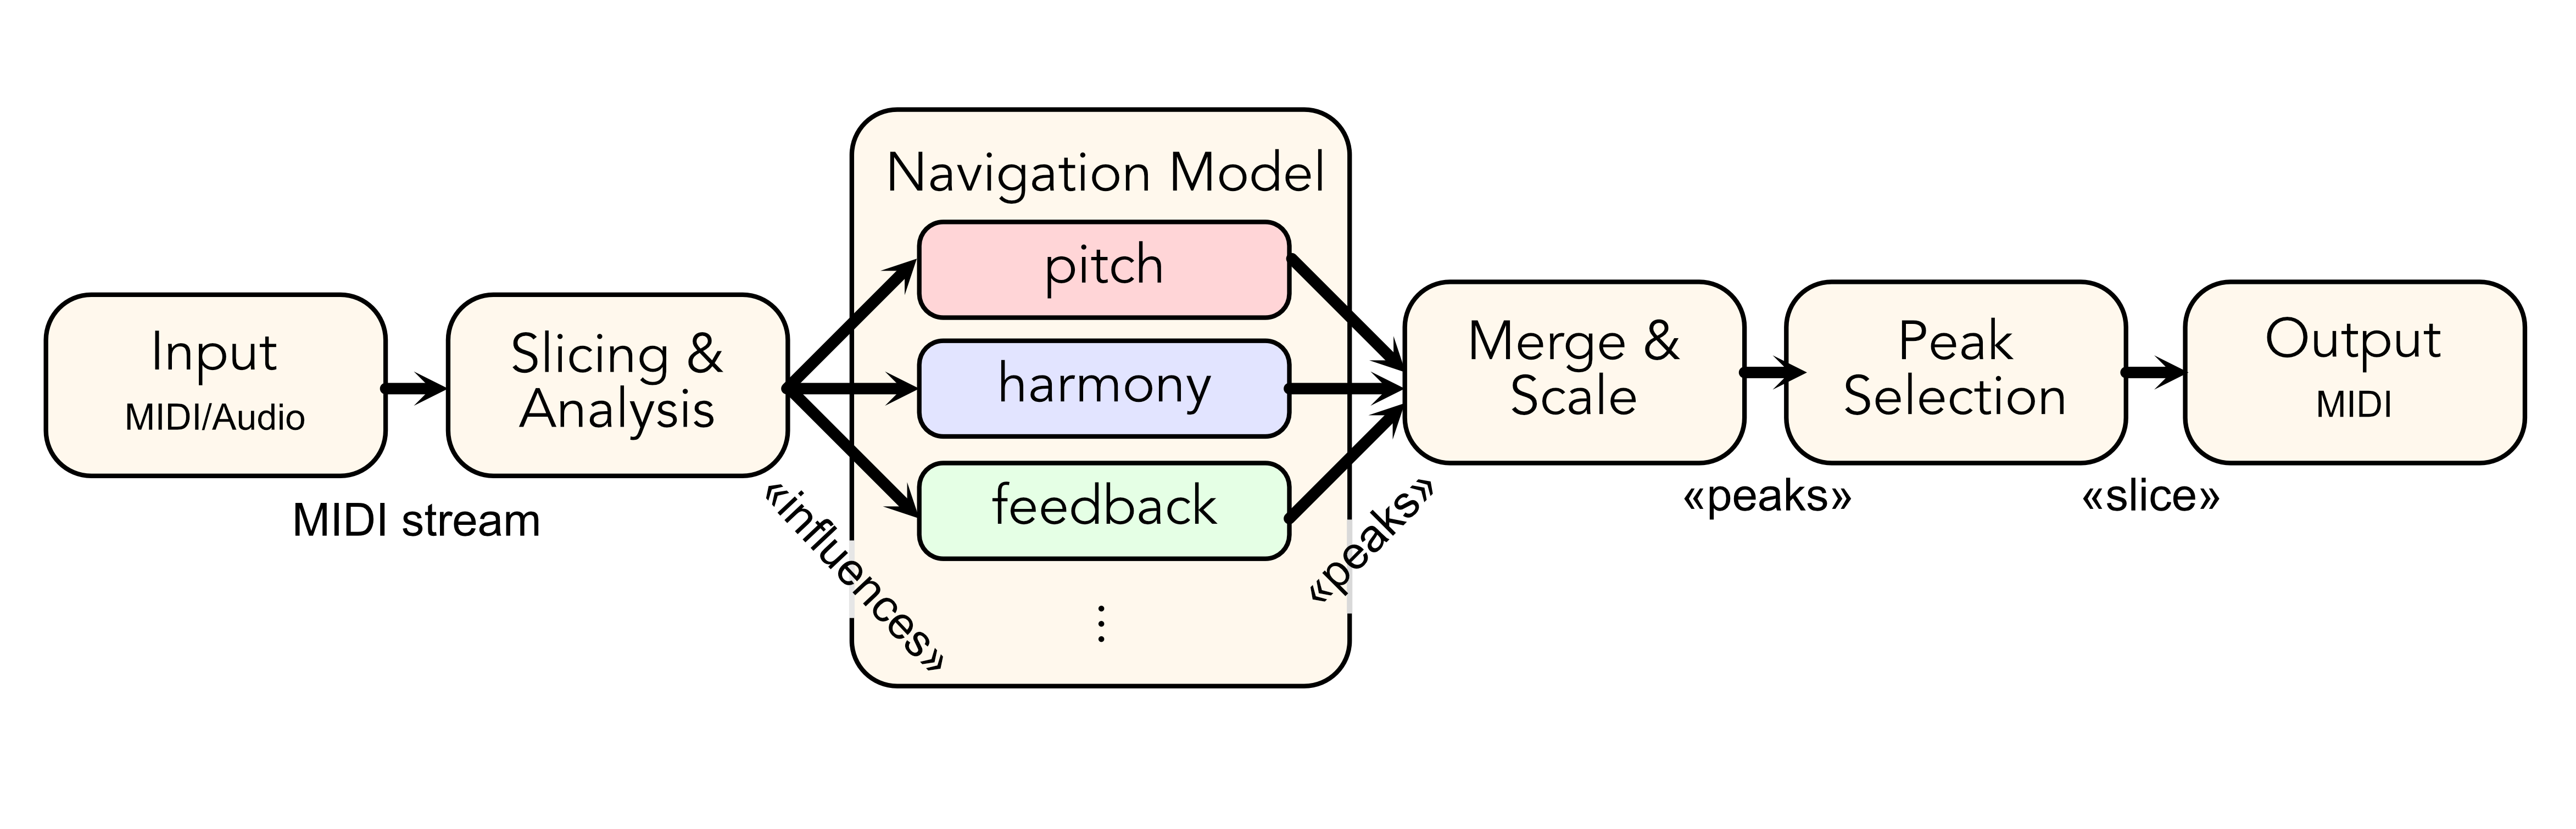 Input
MIDI/Audio
MIDI stream
Slicing &
Analysis
«influences»
Navigation Model
pitch
harmony
feedback
⋮
«peaks»
Merge &
Scale
«peaks»
Peak
Selection
«slice»
Output
MIDI